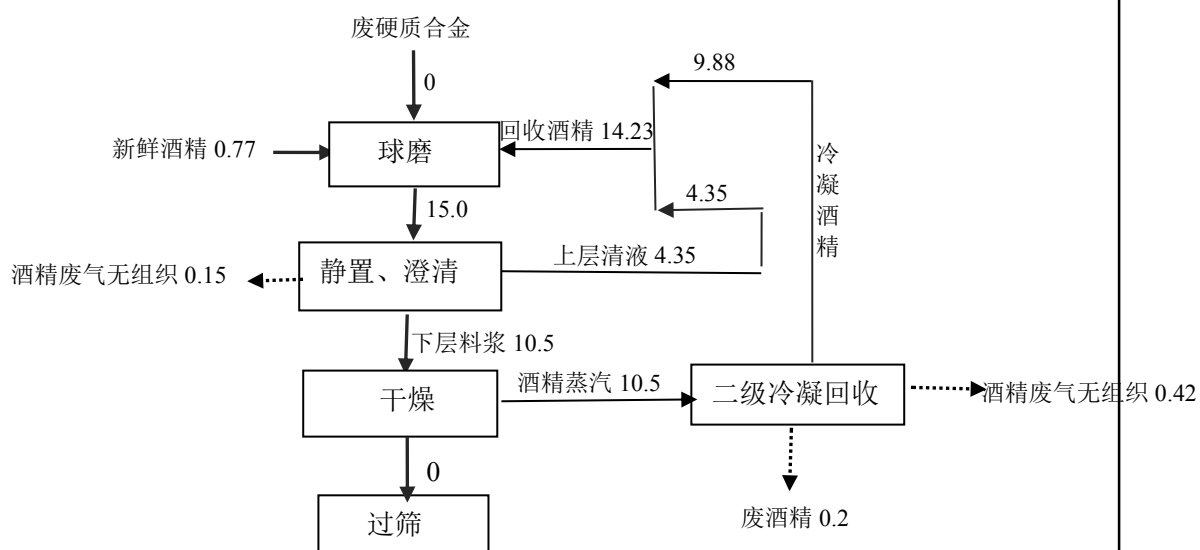 废硬质合金
0
9.88
新鲜酒精 0.77
球磨
回收酒精 14.23
冷凝酒精
15.0
4.35
酒精废气无组织 0.15
静置、澄清
上层清液 4.35
下层料浆 10.5
干燥
酒精蒸汽 10.5
二级冷凝回收
酒精废气无组织 0.42
0
废酒精 0.2
过筛